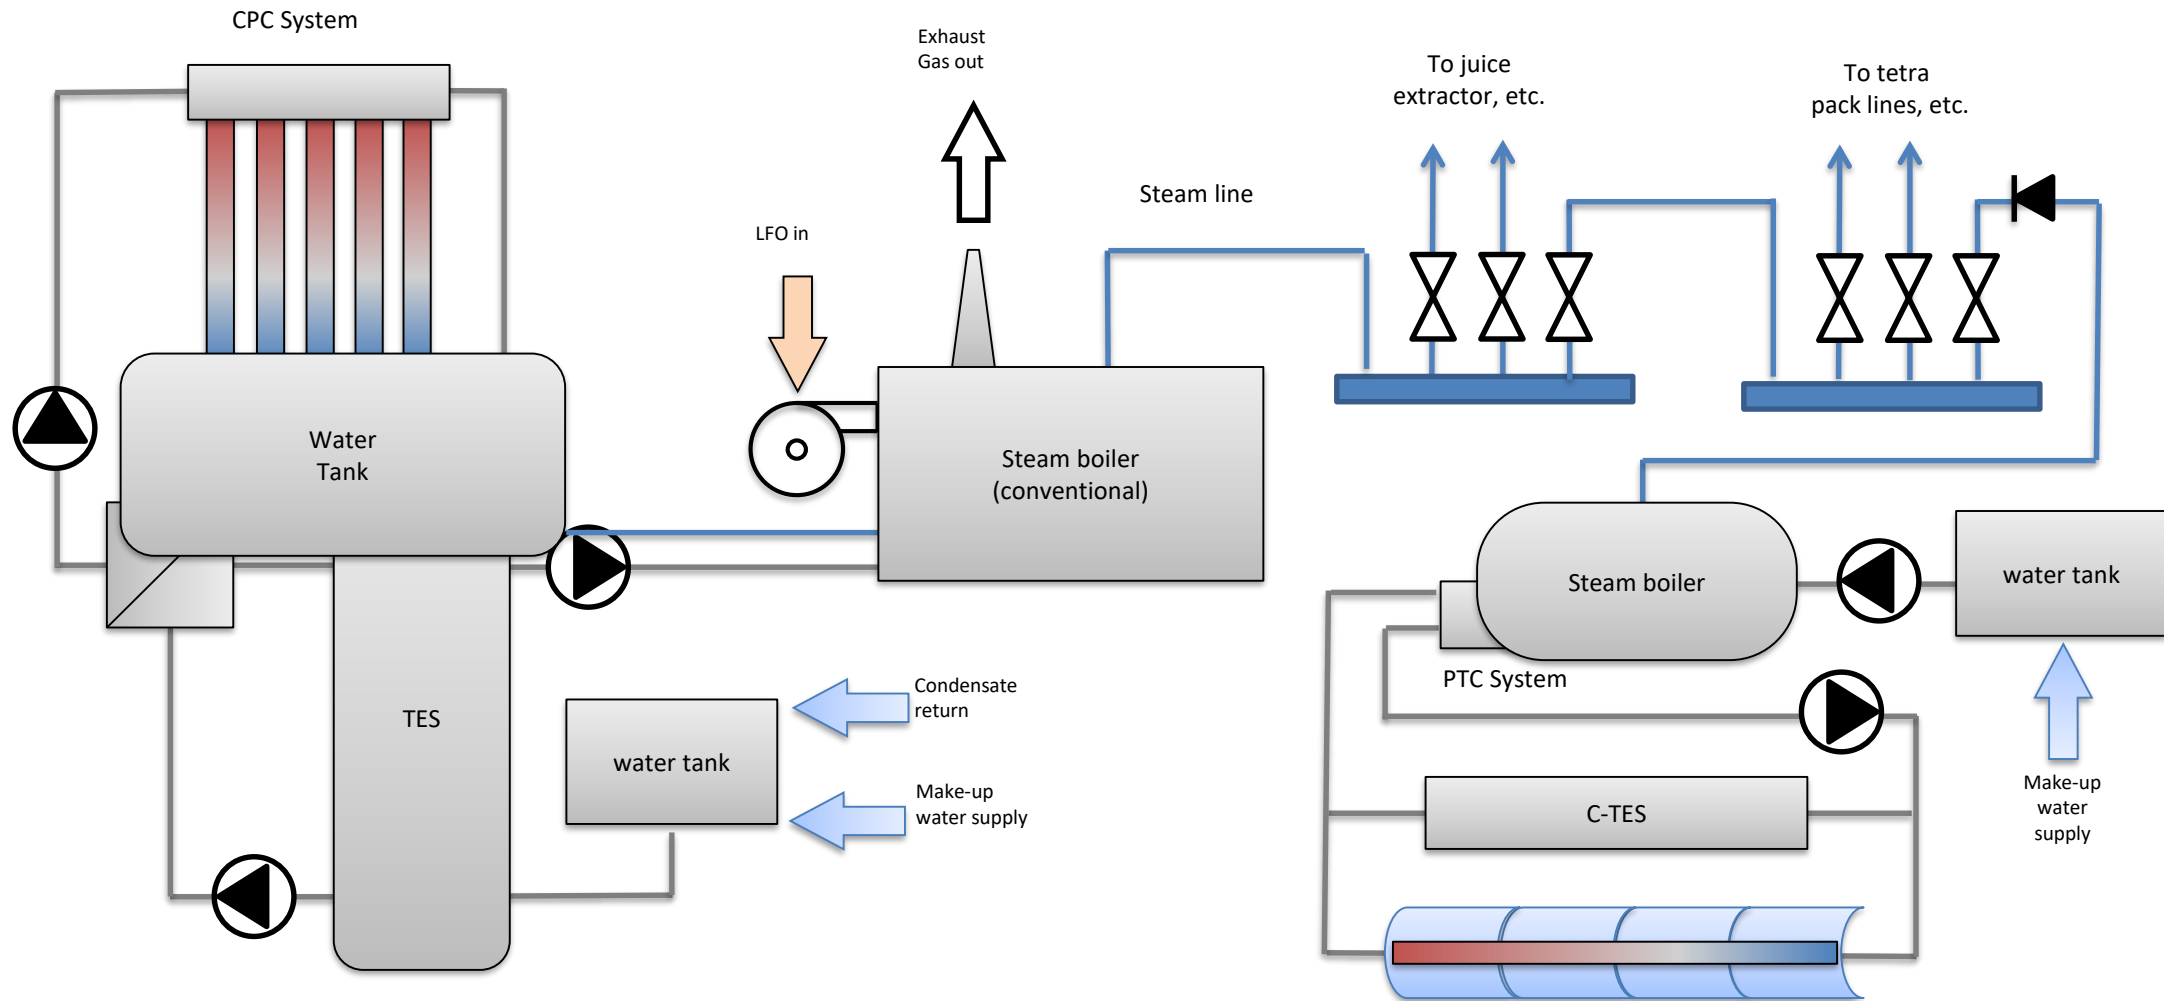 CPC System
Exhaust
Gas out
To juice
extractor, etc.
To tetra
pack lines, etc.
Steam line
LFO in
Water
Tank
Steam boiler
(conventional)
Steam boiler
water tank
PTC System
TES
Condensate
return
water tank
Make-up
water supply
C-TES
Make-up
water
supply